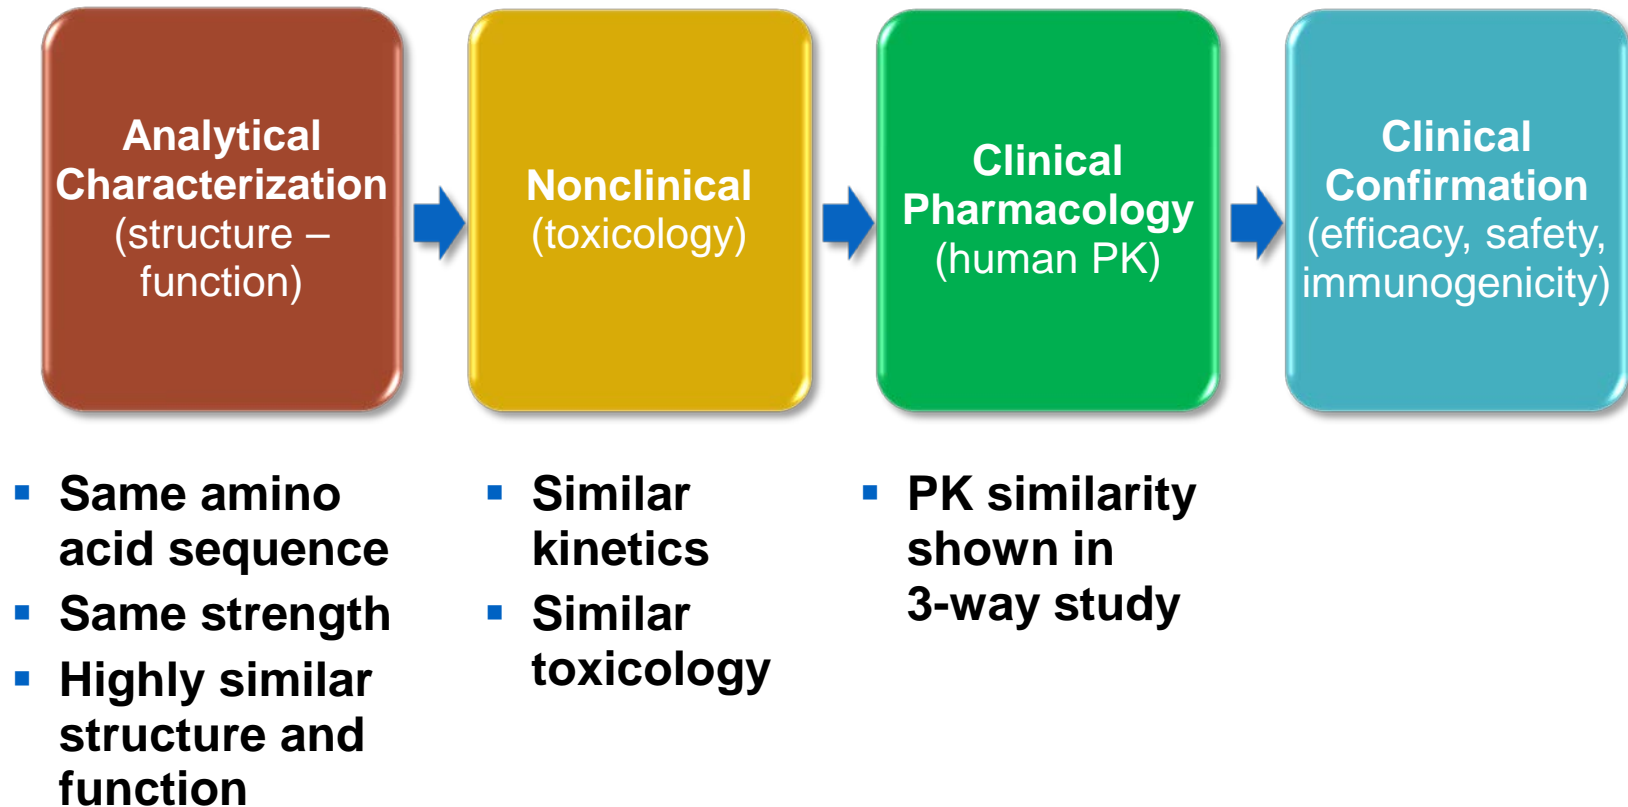 Analytical
Characterization
(structure –
function)
Nonclinical
(toxicology)
Clinical
Pharmacology
(human PK)
Clinical
Confirmation
(efficacy, safety,
immunogenicity)
▪ Same amino
acid sequence
▪ Same strength
▪ Highly similar
structure and
function
▪ Similar
kinetics
▪ Similar
toxicology
▪ PK similarity
shown in
3-way study